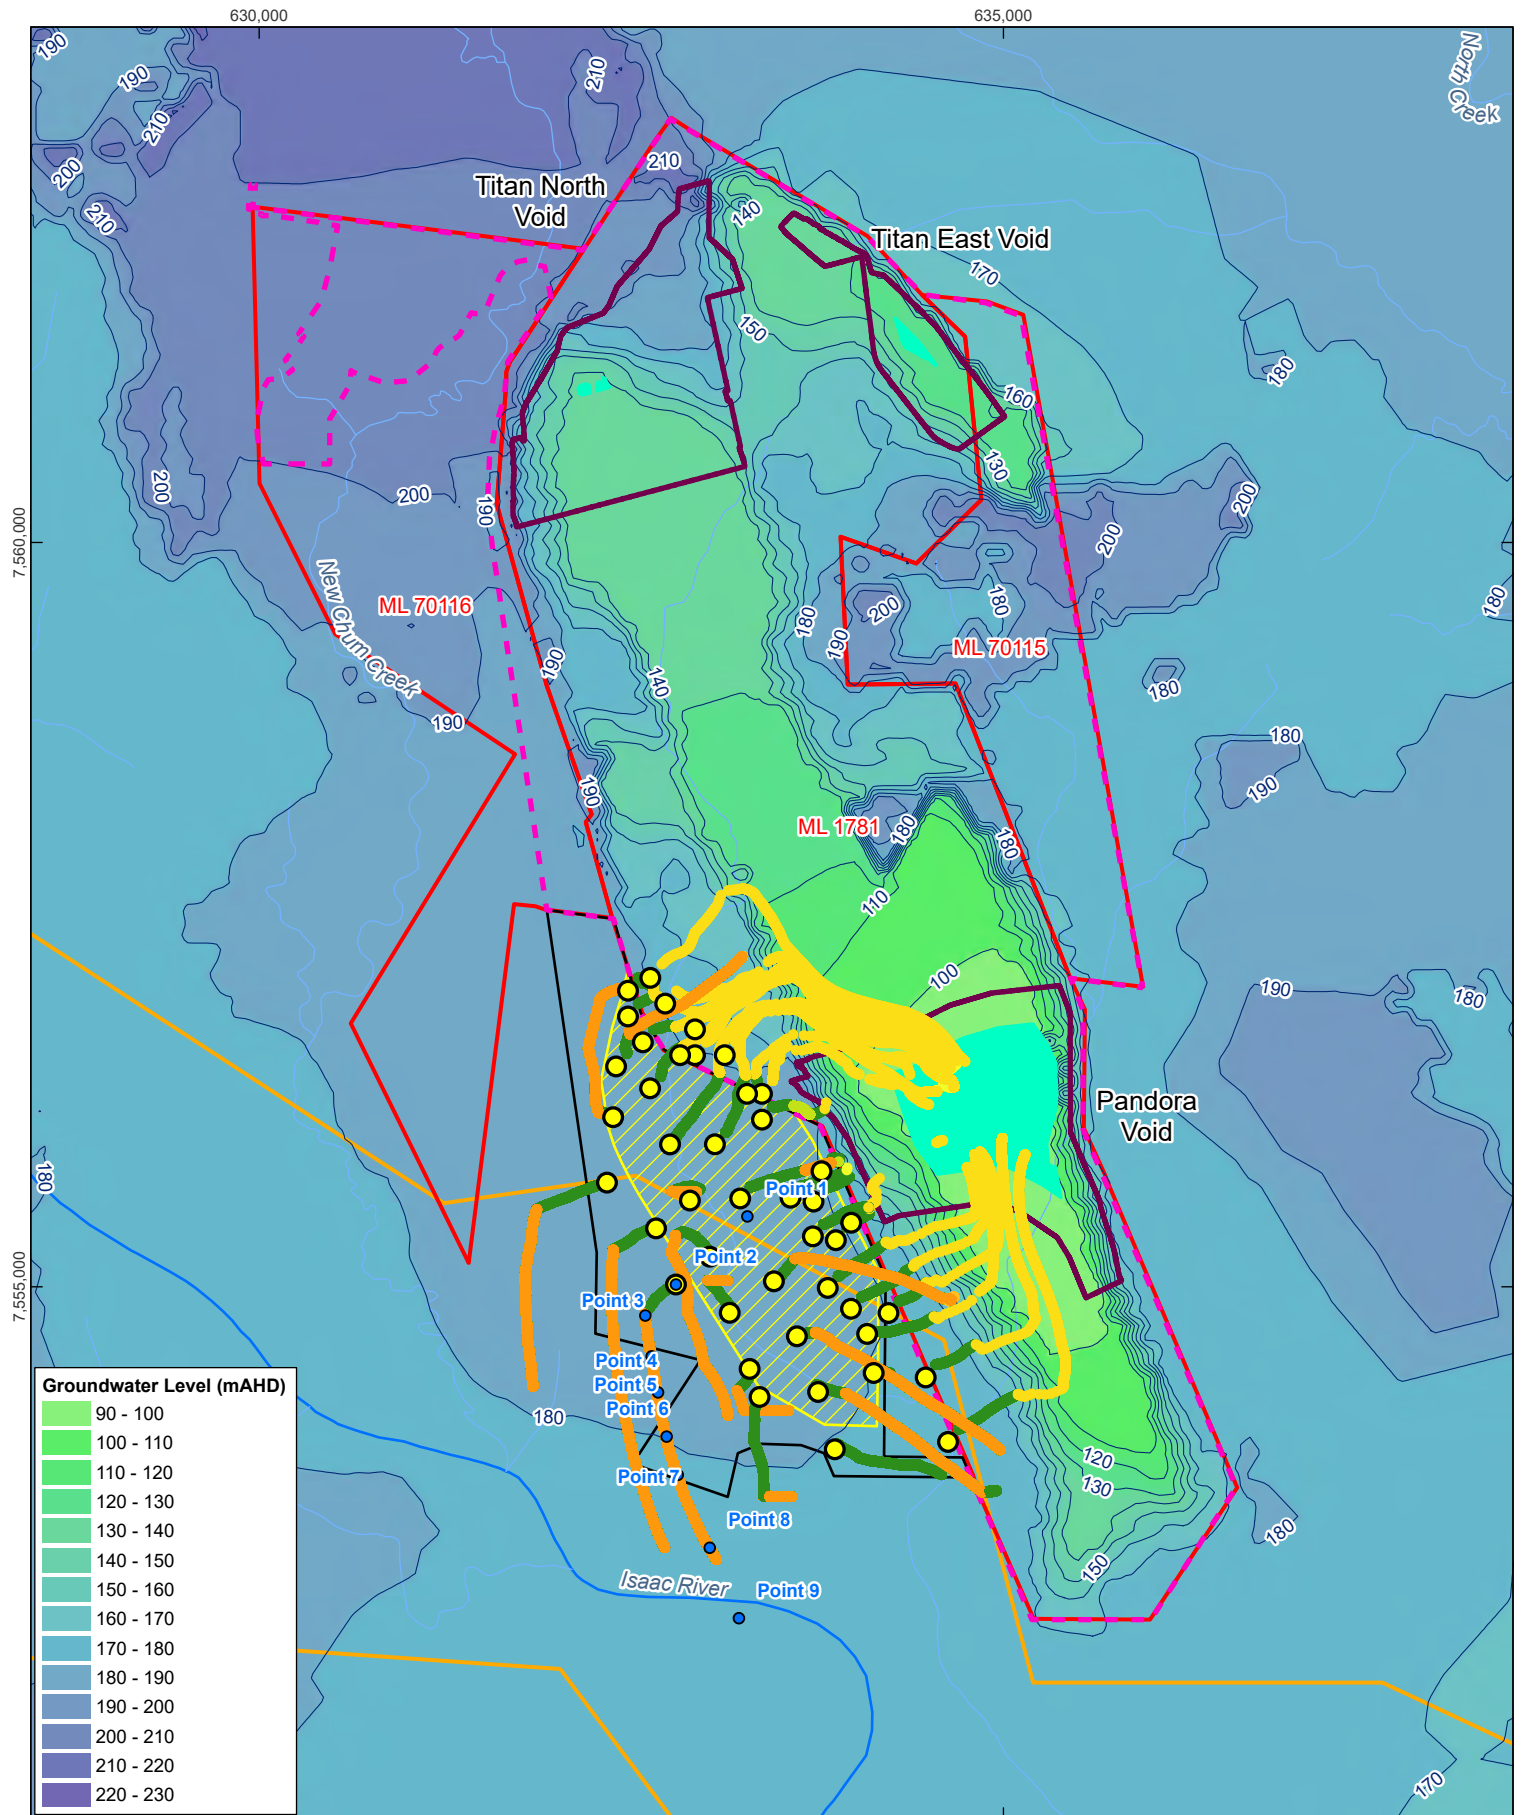 630,000
635,000
190
190
210
210
North
Creek
200
210
210
Titan North
Void
140
Titan East Void
170
150
180
160
130
200
200
190
200
200
7,560,000
New Chum Creek
ML 70116
180
190
200
180
ML 70115
180
190
140
180
190
180
190
190
ML 1781
180
180
110
100
190
180
Pandora
Void
180
Point 1
Point 2
7,555,000
Point 3
Point 4
Point 5
Point 6
180
Point 7
Point 8
120
130
180
150
Isaac River
Point 9
170
Groundwater Level (mAHD)
90 - 100
100 - 110
110 - 120
120 - 130
130 - 140
140 - 150
150 - 160
160 - 170
170 - 180
180 - 190
190 - 200
200 - 210
210 - 220
220 - 230